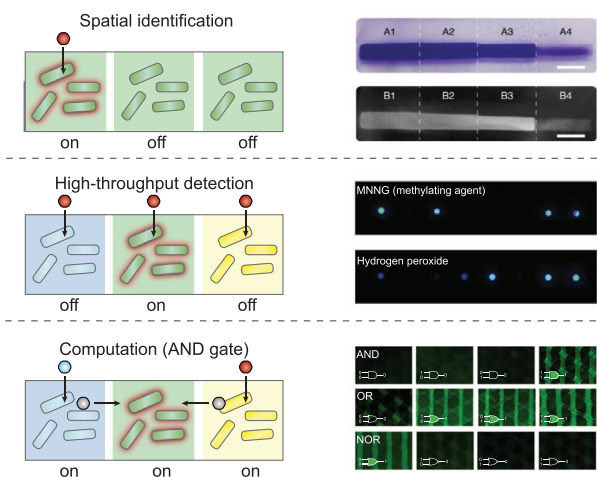 Spatial identification
A1 A2 A3 A4
B1 B2 B3 B4
on off off
High-throughput detection
MNNG (methylating agent)
Hydrogen peroxide
off on off
Computation (AND gate)
AND
OR
NOR
on on on